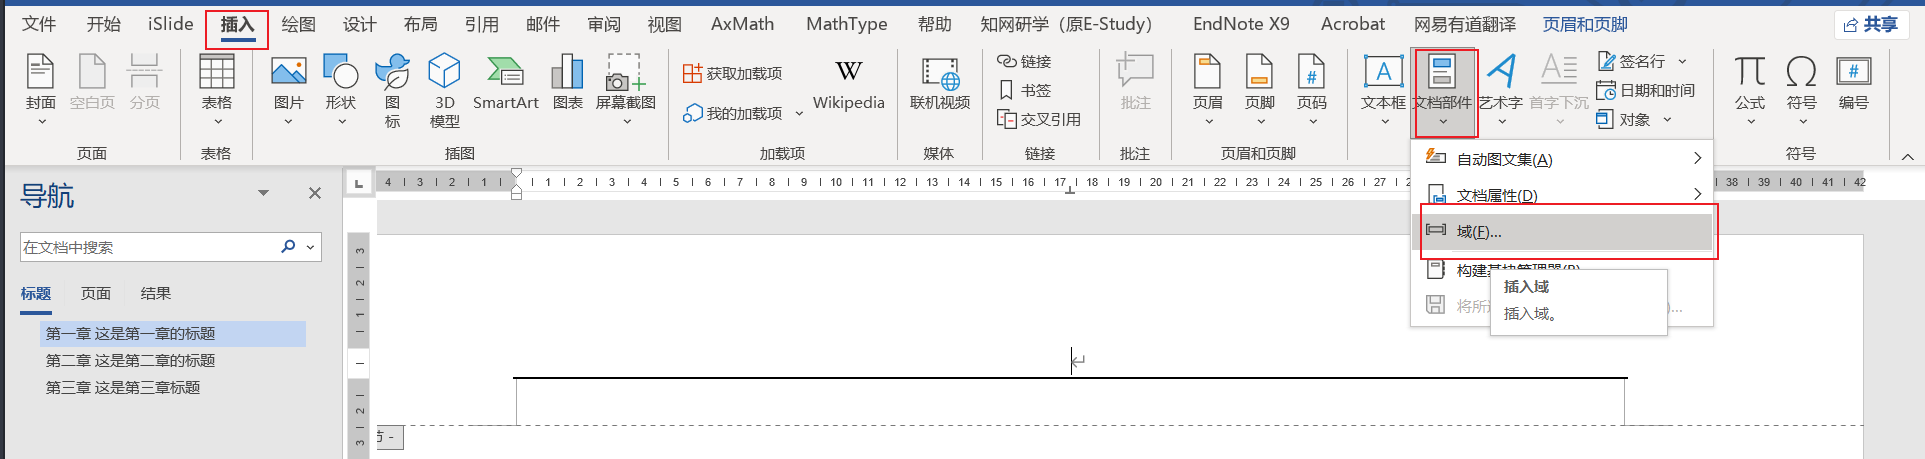 文件 开始 iSlide 插入 绘图 设计 布局 引用 邮件 审阅 视图 AxMath MathType 帮助 知网研学（原E-Study） EndNote X9 Acrobat 网易有道翻译 页眉和页脚 共享
封面 空白页 分页 表格 图片 形状 图标 3D 模型 SmartArt 图表 屏幕截图
获取加载项
我的加载项
Wikipedia 联机视频
链接
书签
交叉引用
批注 页眉 页脚 页码 文本框 文档部件 艺术字 首字下沉
签名行
日期和时间
对象
公式 符号 编号
页面 表格 插图 加载项 媒体 链接 批注 页眉和页脚 符号
自动图文集(A)
文档属性(D)
域(F)...
构建基块管理器(B)
将所
)...
插入域
插入域。
导航
在文档中搜索
标题 页面 结果
第一章 这是第一章的标题
第二章 这是第二章的标题
第三章 这是第三章标题
4 3 2 1 1 2 3 4 5 6 7 8 9 10 11 12 13 14 15 16 17 18 19 20 21 22 23 24 25 26 27 38 39 40 41 42
3
2
1
1
2
3
节 -